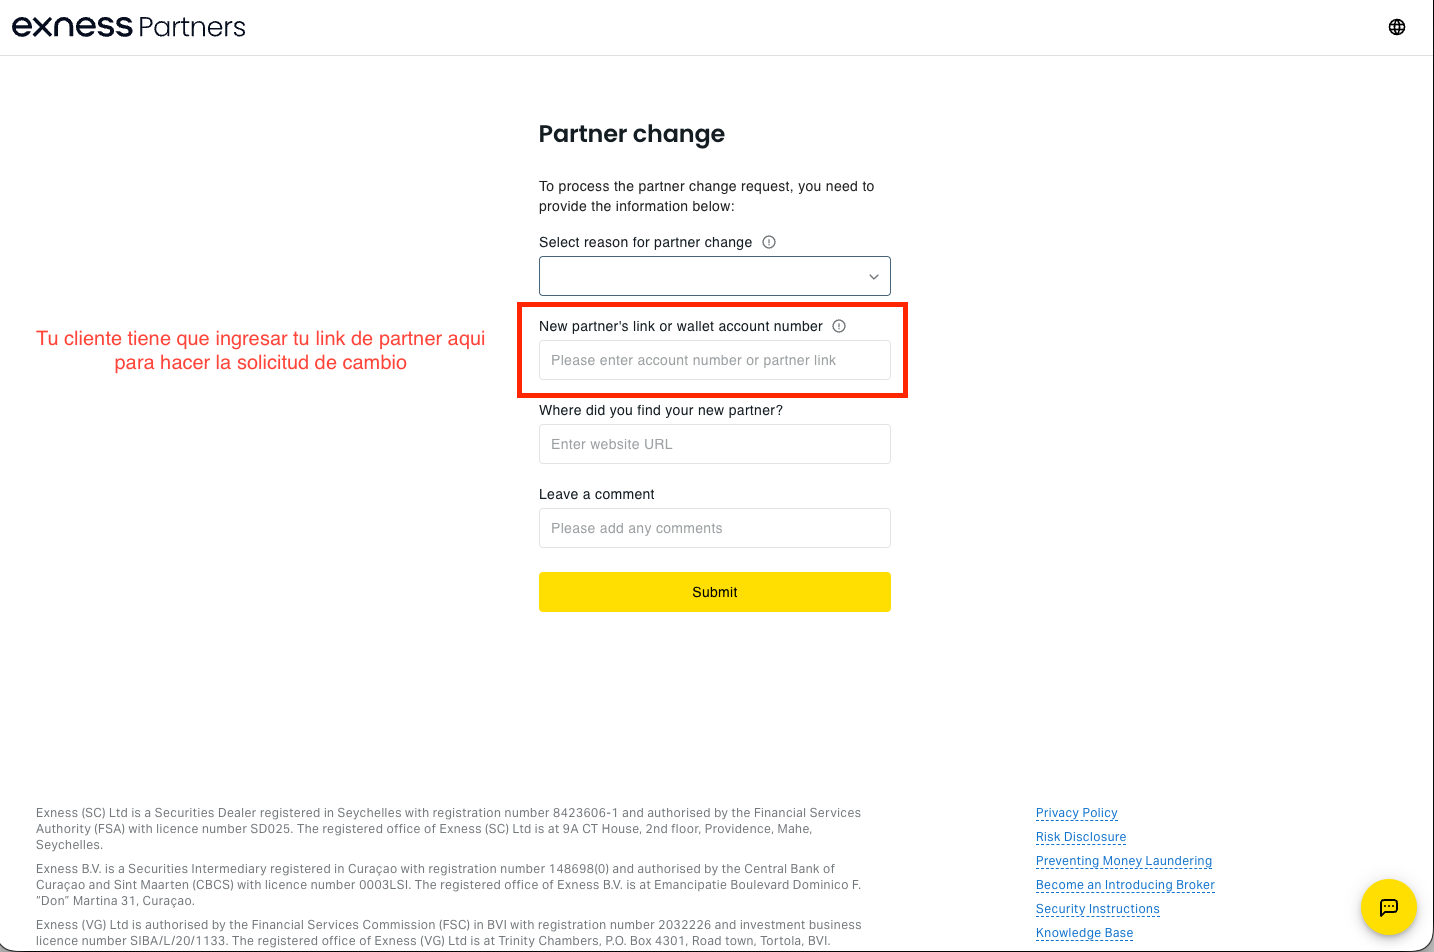 exness Partners
Partner change
To process the partner change request, you need to
provide the information below:
Select reason for partner change
New partner's link or wallet account number
Tu cliente tiene que ingresar tu link de partner aqui
para hacer la solicitud de cambio
Please enter account number or partner link
Where did you find your new partner?
Enter website URL
Leave a comment
Please add any comments
Submit
Exness (SC) Ltd is a Securities Dealer registered in Seychelles with registration number 8423606-1 and authorised by the Financial Services
Authority (FSA) with licence number SD025. The registered office of Exness (SC) Ltd is at 9A CT House, 2nd floor, Providence, Mahe,
Seychelles.
Exness B.V. is a Securities Intermediary registered in Curaçao with registration number 148698(0) and authorised by the Central Bank of
Curaçao and Sint Maarten (CBCS) with licence number 0003LSI. The registered office of Exness B.V. is at Emancipatie Boulevard Dominico F.
“Don” Martina 31, Curaçao.
Exness (VG) Ltd is authorised by the Financial Services Commission (FSC) in BVI with registration number 2032226 and investment business
licence number SIBA/L/20/1133. The registered office of Exness (VG) Ltd is at Trinity Chambers, P.O. Box 4301, Road town, Tortola, BVI.
Privacy Policy
Risk Disclosure
Preventing Money Laundering
Become an Introducing Broker
Security Instructions
Knowledge Base